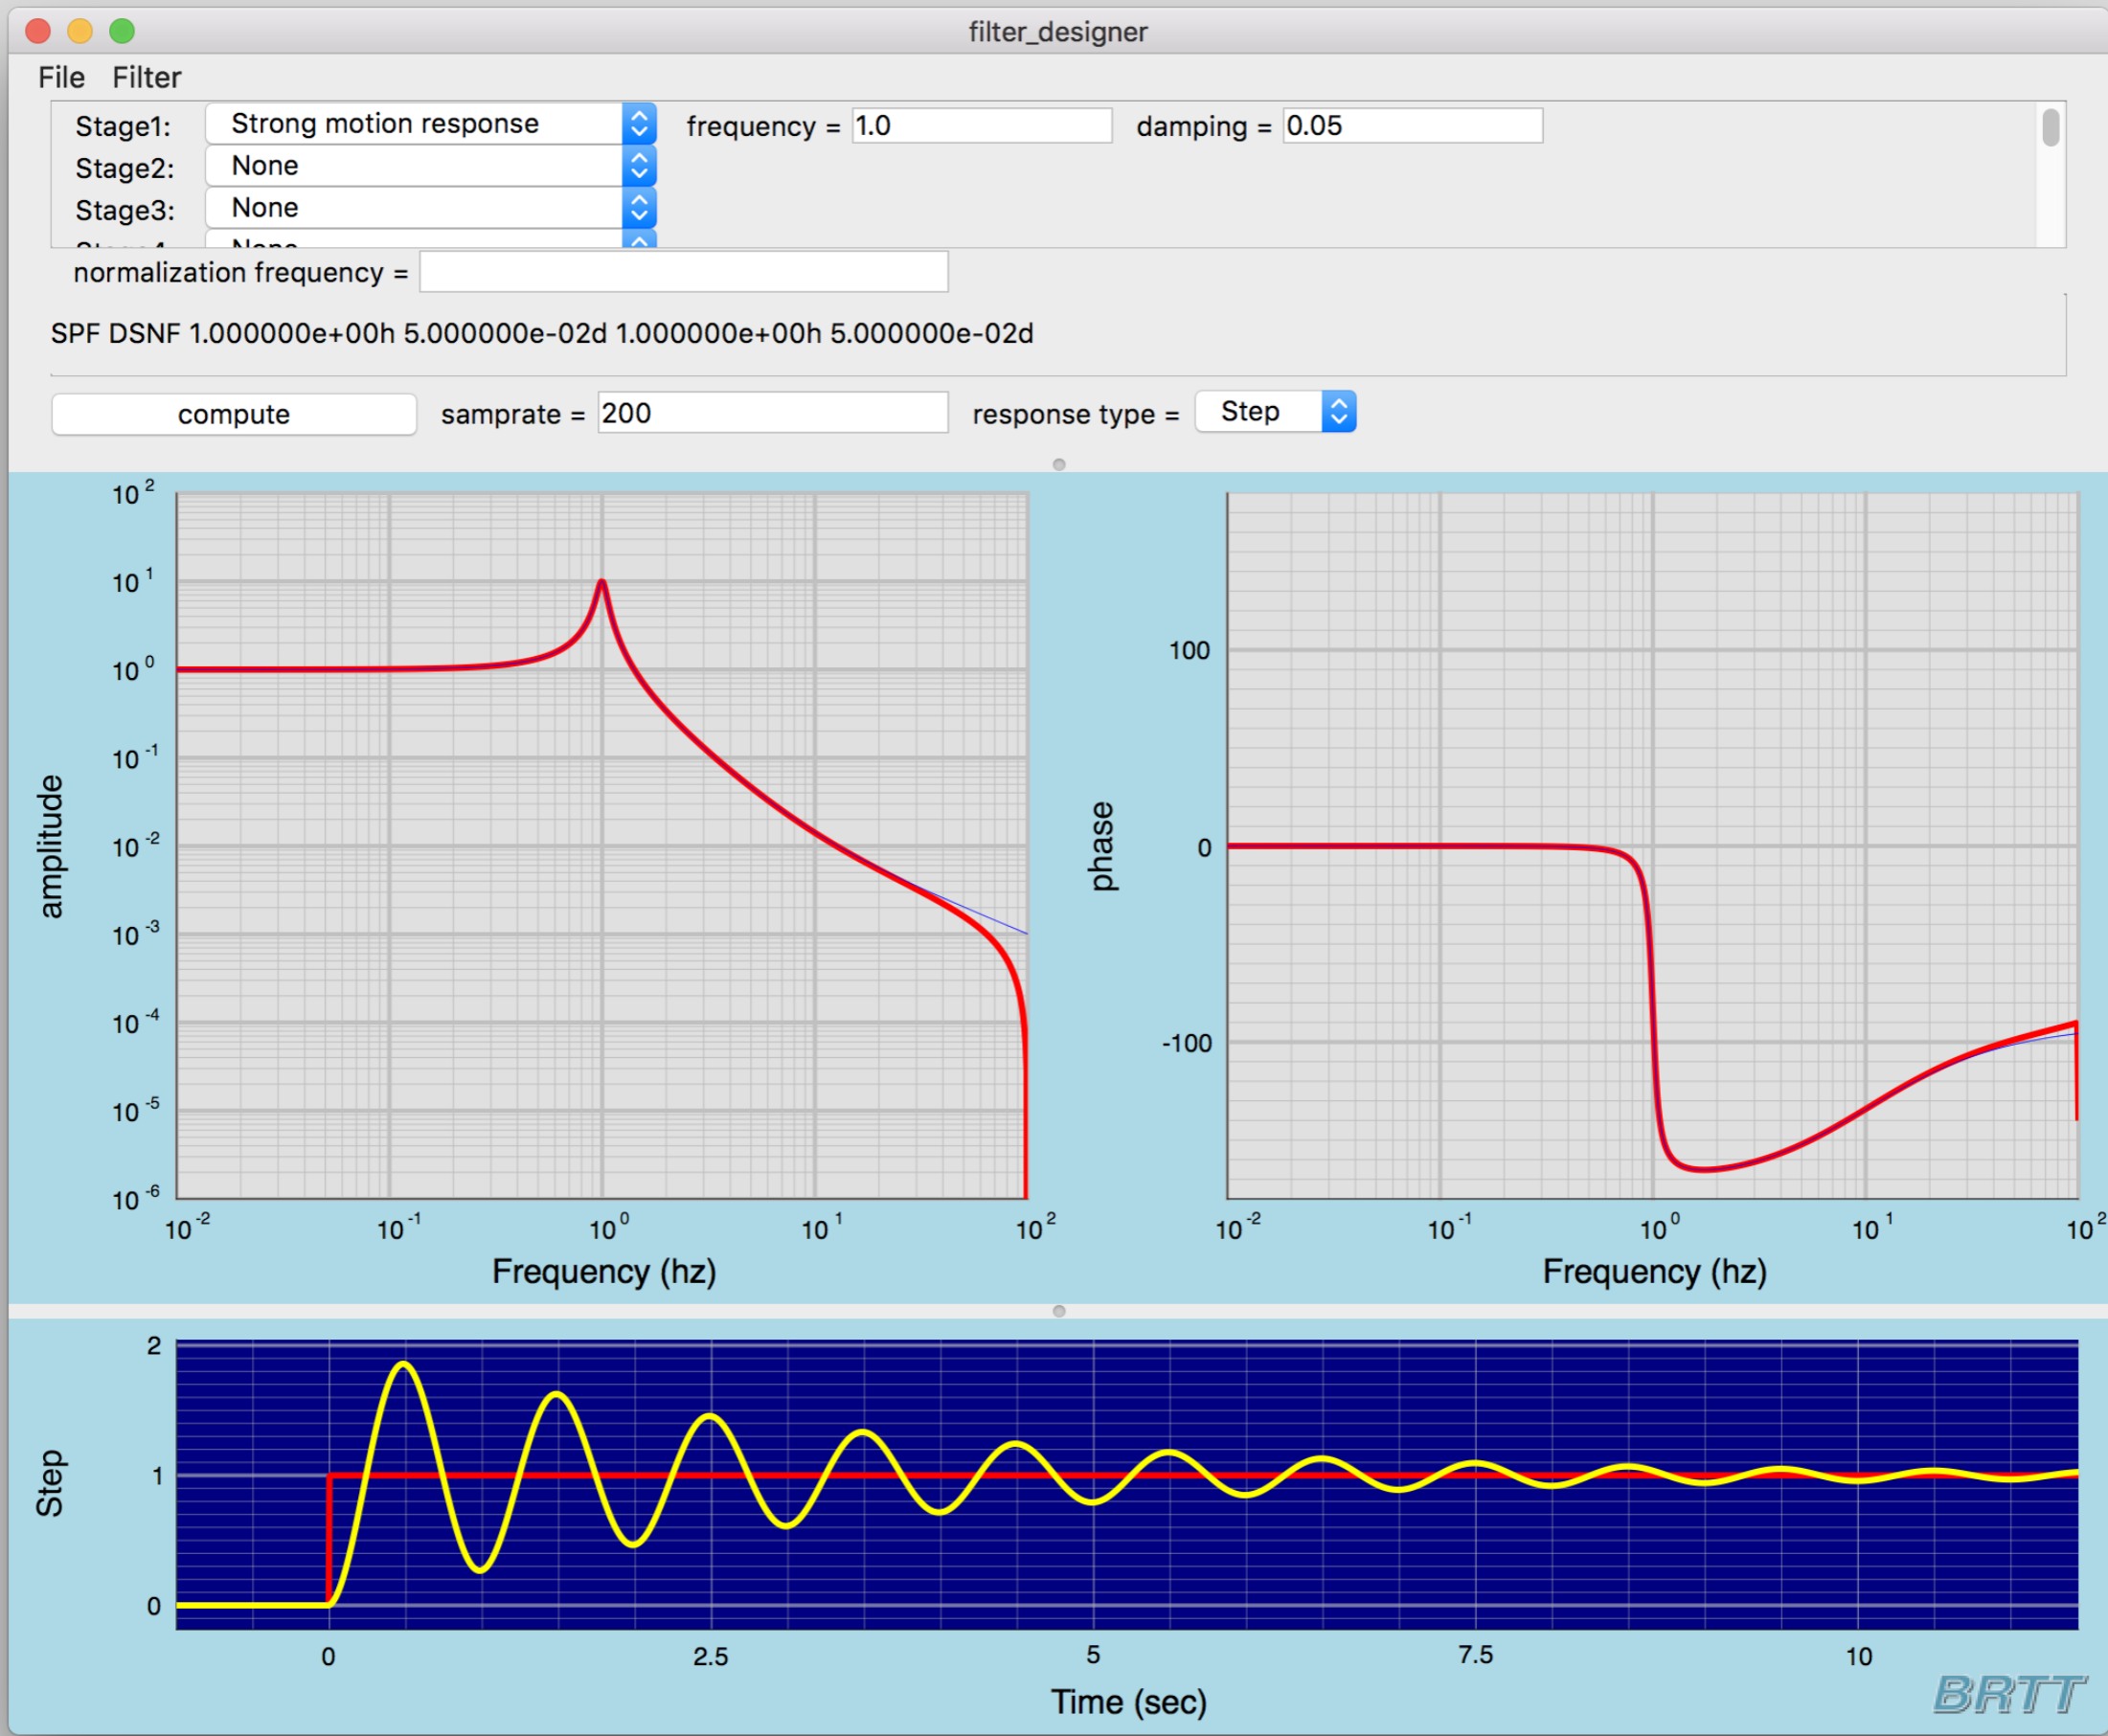 filter_designer
File Filter
Stage1: Strong motion response frequency = 1.0 damping = 0.05
Stage2: None
Stage3: None
Stage4: None
normalization frequency =
SPF DSNF 1.000000e+00h 5.000000e-02d 1.000000e+00h 5.000000e-02d
compute samprate = 200 response type = Step
amplitude
10 2
10 1
10 0
10 -1
10 -2
10 -3
10 -4
10 -5
10 -6
10 -2 10 -1 10 0 10 1 10 2
Frequency (hz)
phase
100
0
-100
10 -2 10 -1 10 0 10 1 10 2
Frequency (hz)
Step
2
1
0
0 2.5 5 7.5 10
Time (sec)
BRTT